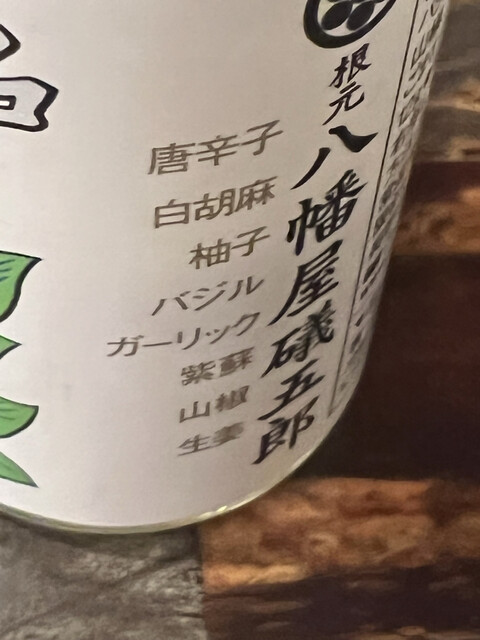 根元
八幡屋礒五郎
唐辛子
白胡麻
柚子
バジル
ガーリック
紫蘇
山椒
生姜